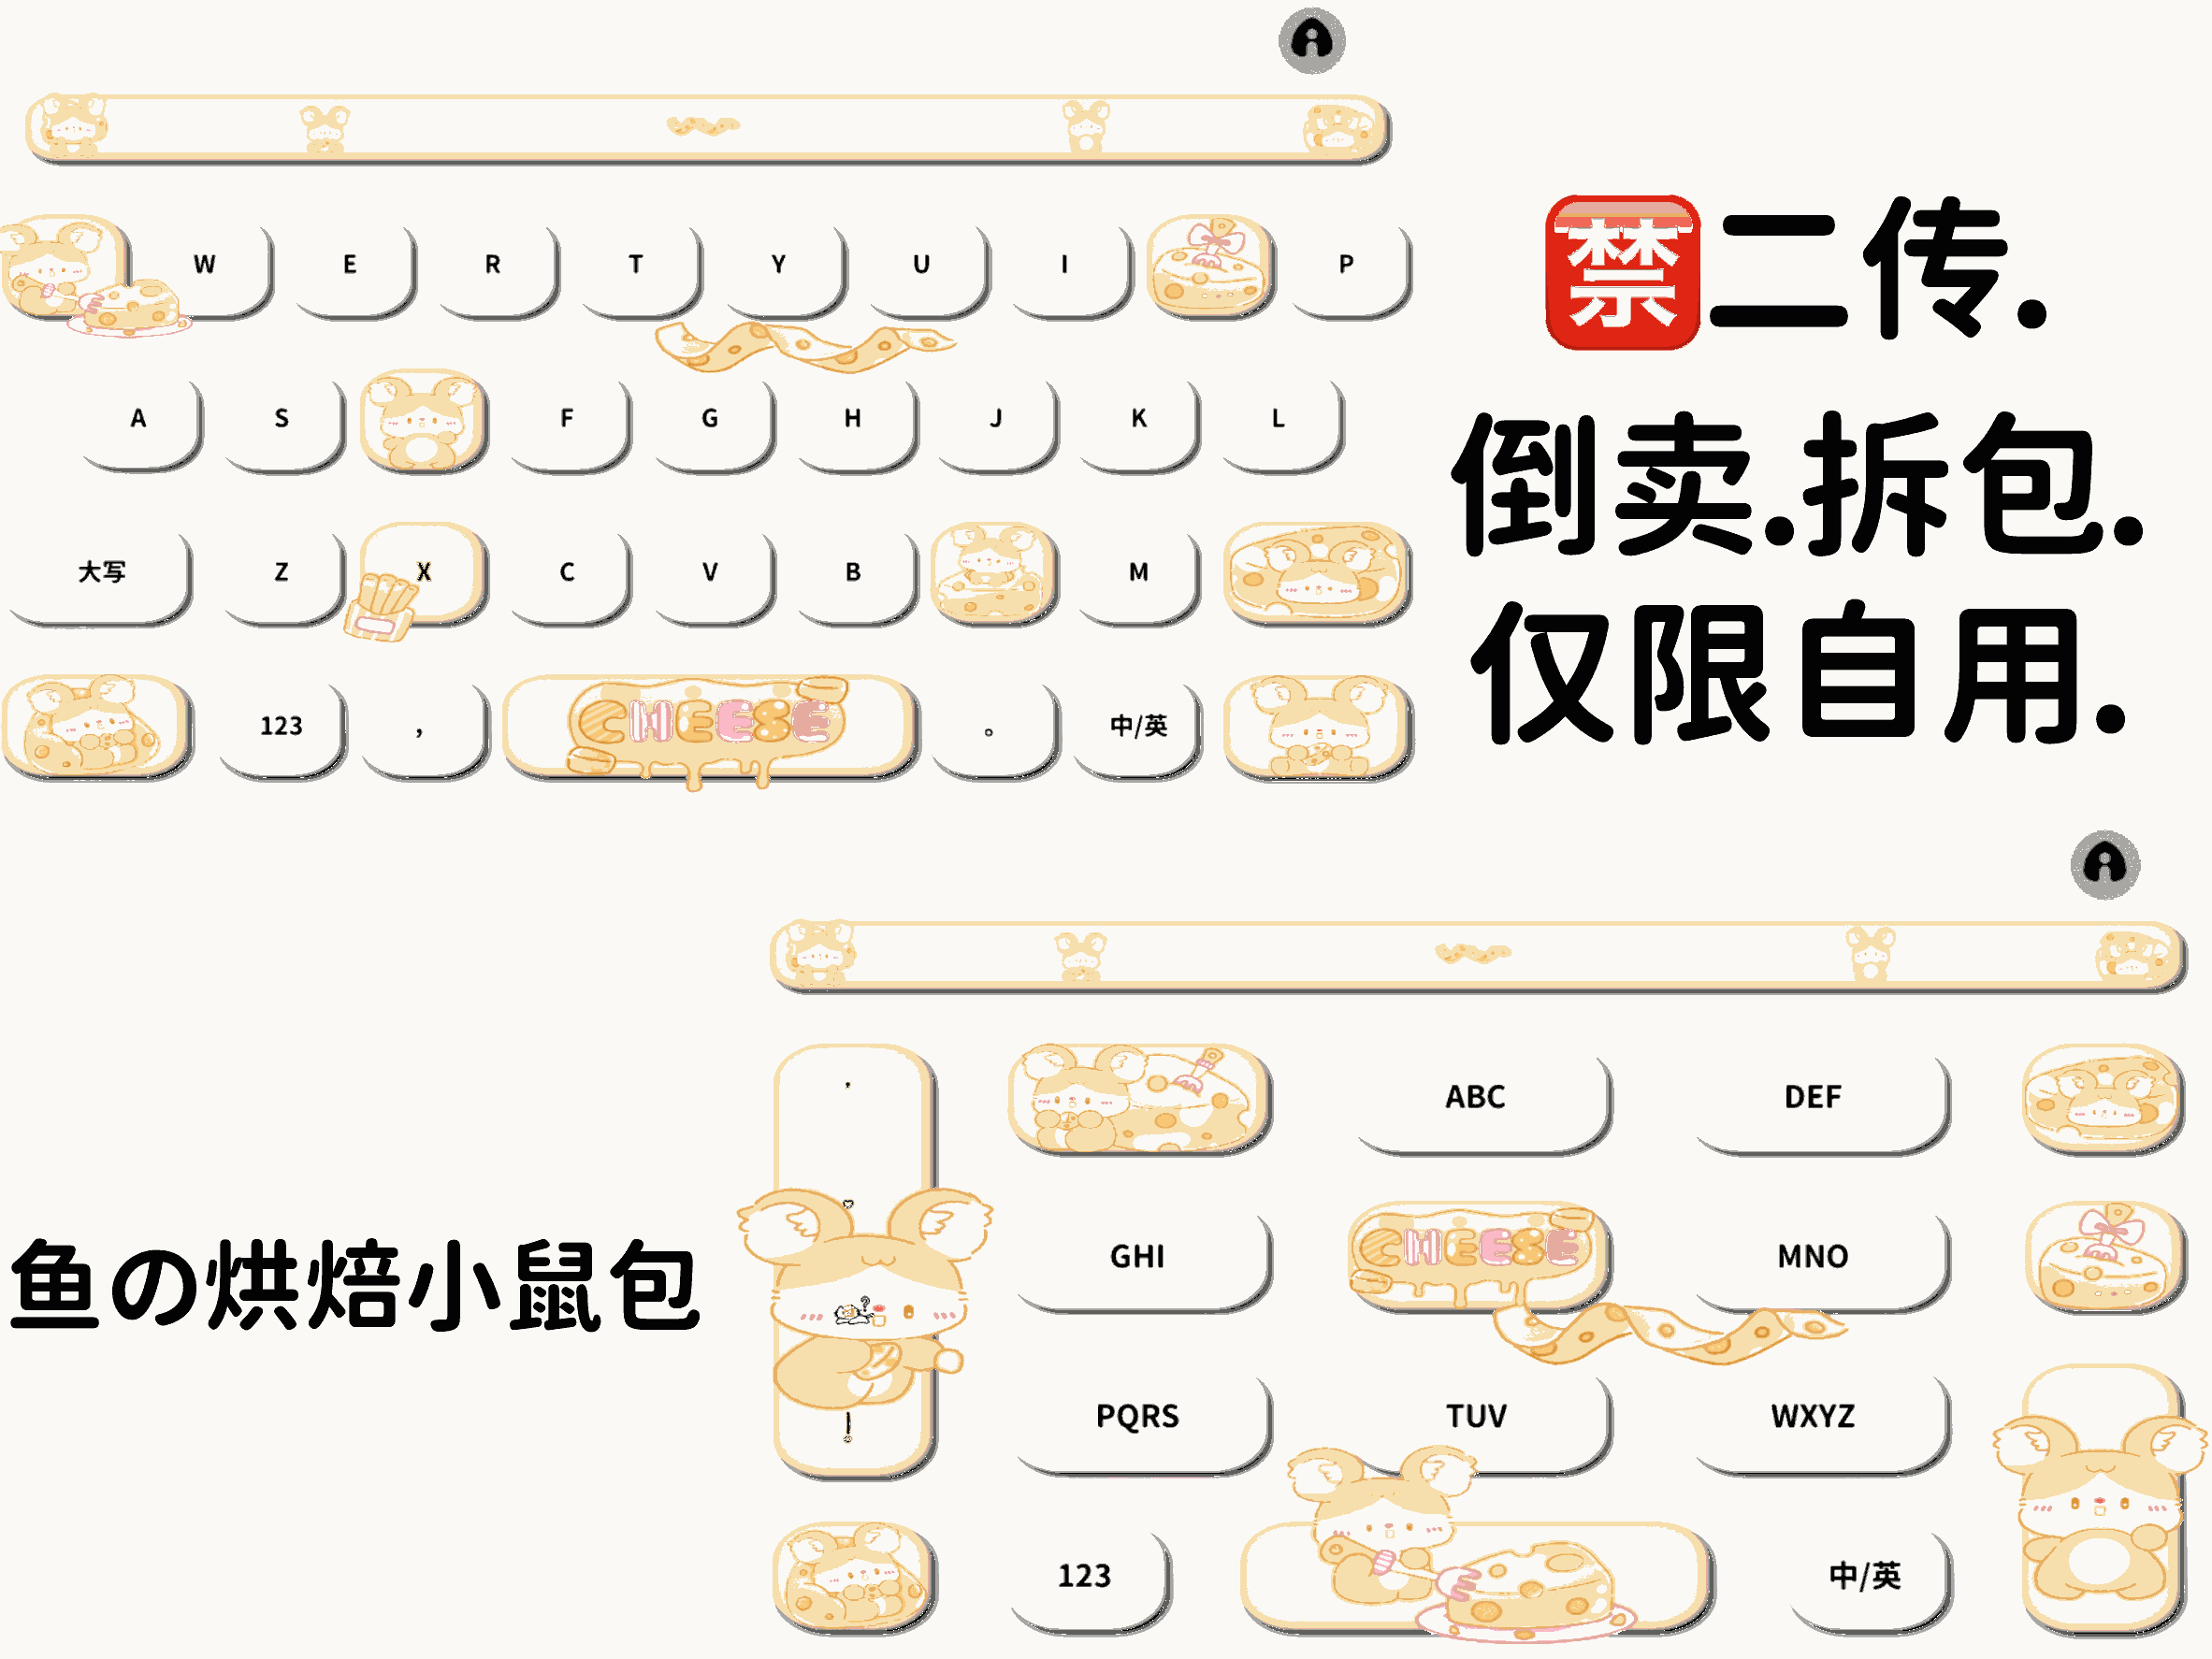 🈲二传.
倒卖.拆包.
仅限自用.
W E R T Y U I P
A S F G H J K L
大写 Z X C V B M
123 , CHEESE 。 中/英
鱼の烘焙小鼠包
,
ABC DEF
GHI CHEESE MNO
?
PQRS TUV WXYZ
!
123 中/英